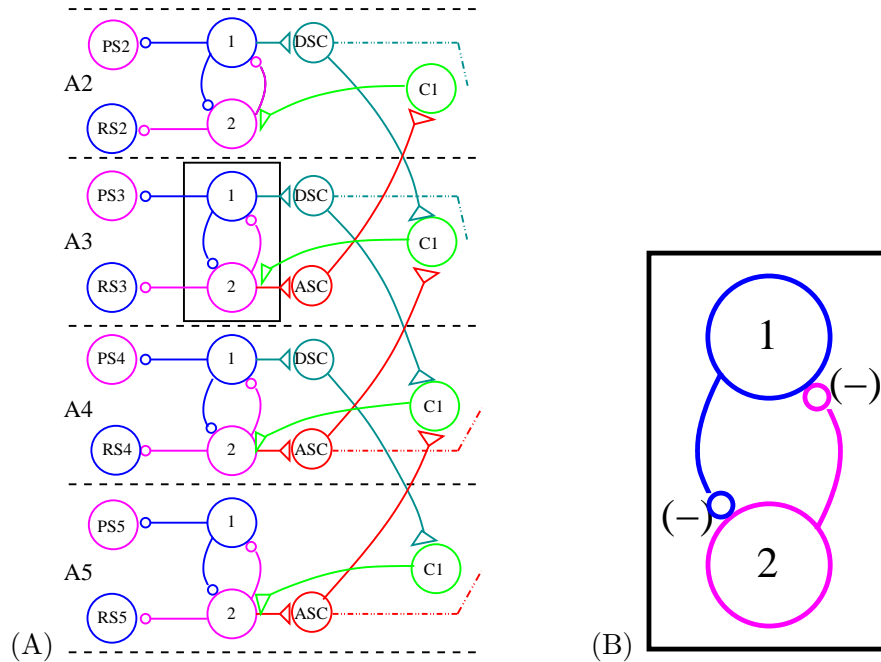 PS2 1 DSC
A2 C1
RS2 2
PS3 1 DSC
A3 C1
RS3 2 ASC
PS4 1 DSC
A4 C1
RS4 2 ASC
PS5 1
A5 C1
RS5 2 ASC
(A)
1
(−)
(−)
2
(B)